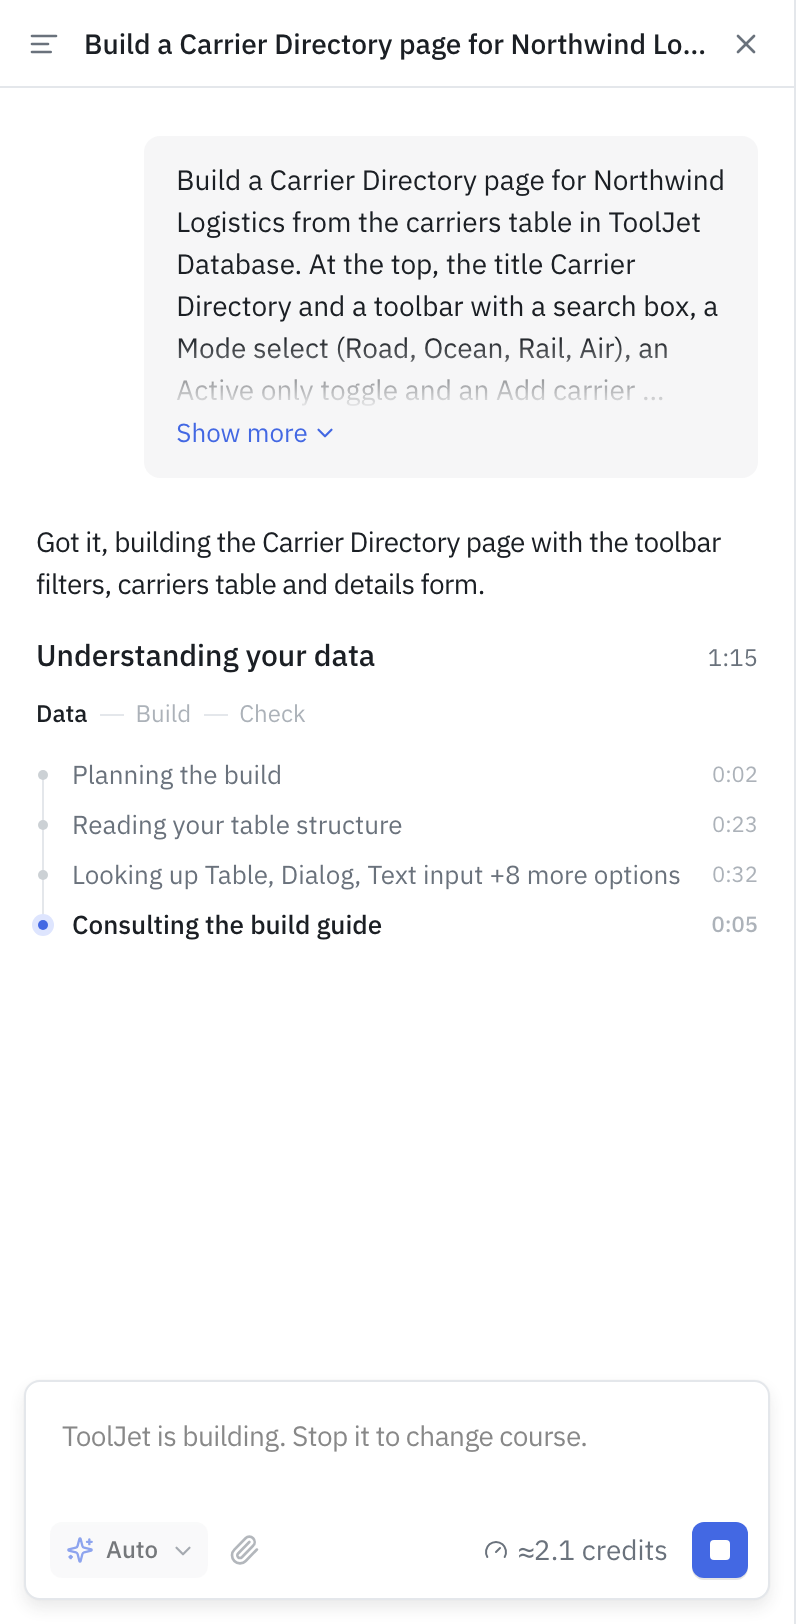 Build a Carrier Directory page for Northwind Lo...
Build a Carrier Directory page for Northwind
Logistics from the carriers table in ToolJet
Database. At the top, the title Carrier
Directory and a toolbar with a search box, a
Mode select (Road, Ocean, Rail, Air), an
Active only toggle and an Add carrier ...
Show more
Got it, building the Carrier Directory page with the toolbar
filters, carriers table and details form.
Understanding your data 1:15
Data — Build — Check
Planning the build 0:02
Reading your table structure 0:23
Looking up Table, Dialog, Text input +8 more options 0:32
Consulting the build guide 0:05
ToolJet is building. Stop it to change course.
Auto ≈2.1 credits